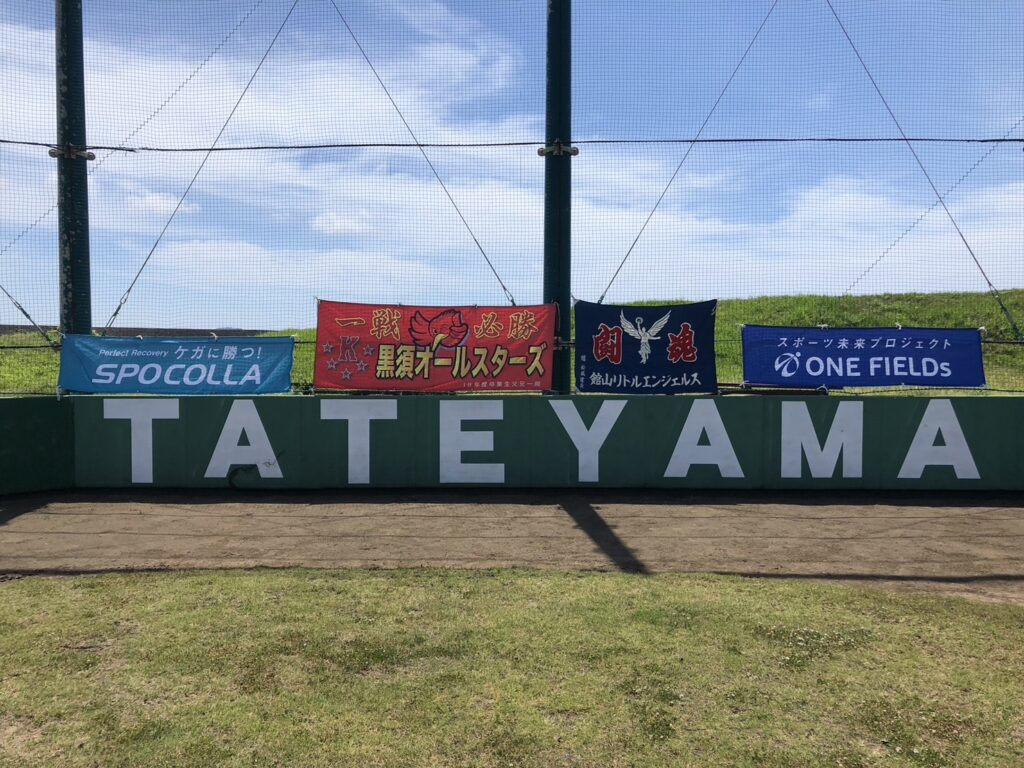 Perfect Recovery ケガに勝つ!
SPOCOLLA
一戦 必勝
K
黒須オールスターズ
闘 魂
館山リトルエンジェルス
スポーツ未来プロジェクト
ONE FIELDs
TATEYAMA